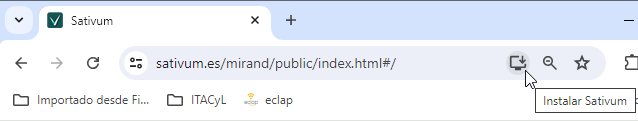 Sativum
sativum.es/mirand/public/index.html#/
Importado desde Fi... ITACyL eclap
Instalar Sativum